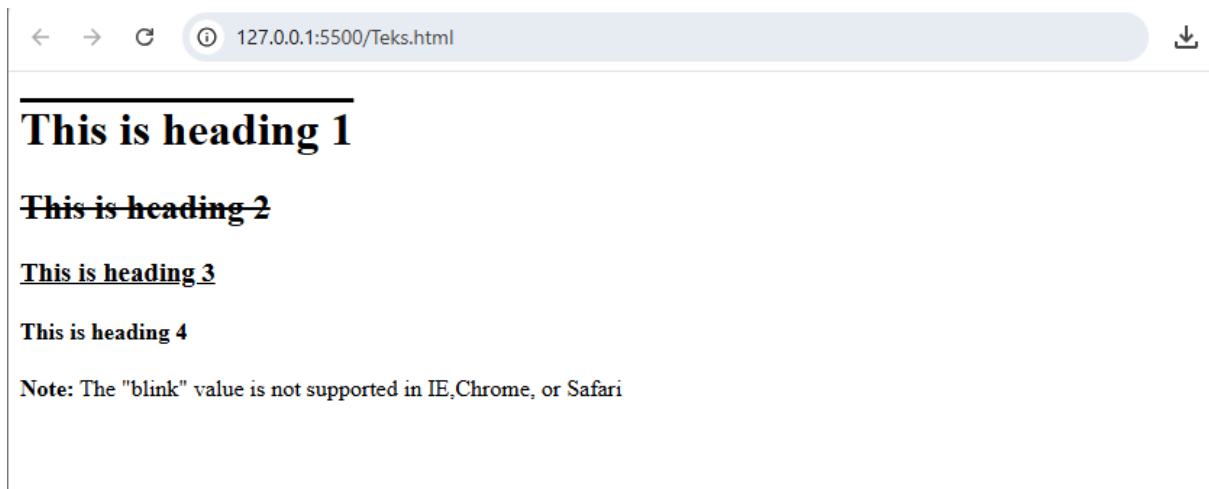 127.0.0.1:5500/Teks.html
This is heading 1
This is heading 2
This is heading 3
This is heading 4
Note: The "blink" value is not supported in IE,Chrome, or Safari